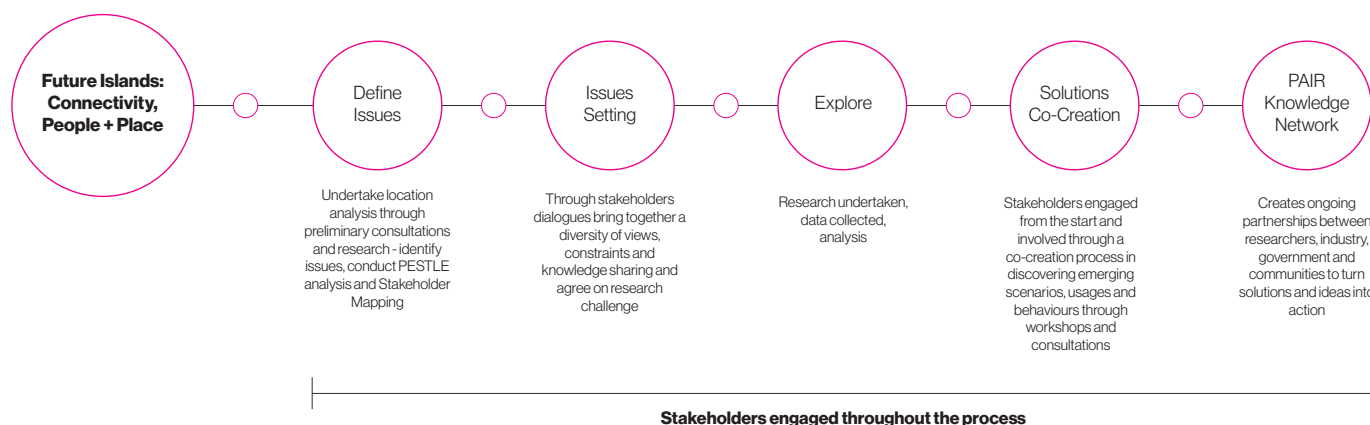 Future Islands:
Connectivity,
People + Place
Define
Issues
Undertake location
analysis through
preliminary consultations
and research - identify
issues, conduct PESTLE
analysis and Stakeholder
Mapping
Issues
Setting
Through stakeholders
dialogues bring together a
diversity of views,
constraints and
knowledge sharing and
agree on research
challenge
Explore
Research undertaken,
data collected,
analysis
Solutions
Co-Creation
Stakeholders engaged
from the start and
involved through a
co-creation process in
discovering emerging
scenarios, usages and
behaviours through
workshops and
consultations
PAIR
Knowledge
Network
Creates ongoing
partnerships between
researchers, industry,
government and
communities to turn
solutions and ideas into
action
Stakeholders engaged throughout the process